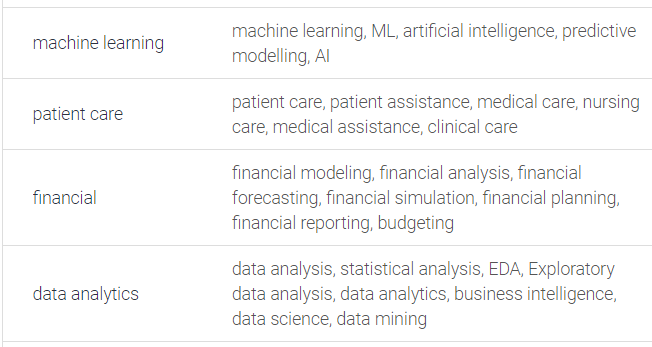 machine learning
machine learning, ML, artificial intelligence, predictive
modelling, AI
patient care
patient care, patient assistance, medical care, nursing
care, medical assistance, clinical care
financial
financial modeling, financial analysis, financial
forecasting, financial simulation, financial planning,
financial reporting, budgeting
data analytics
data analysis, statistical analysis, EDA, Exploratory
data analysis, data analytics, business intelligence,
data science, data mining